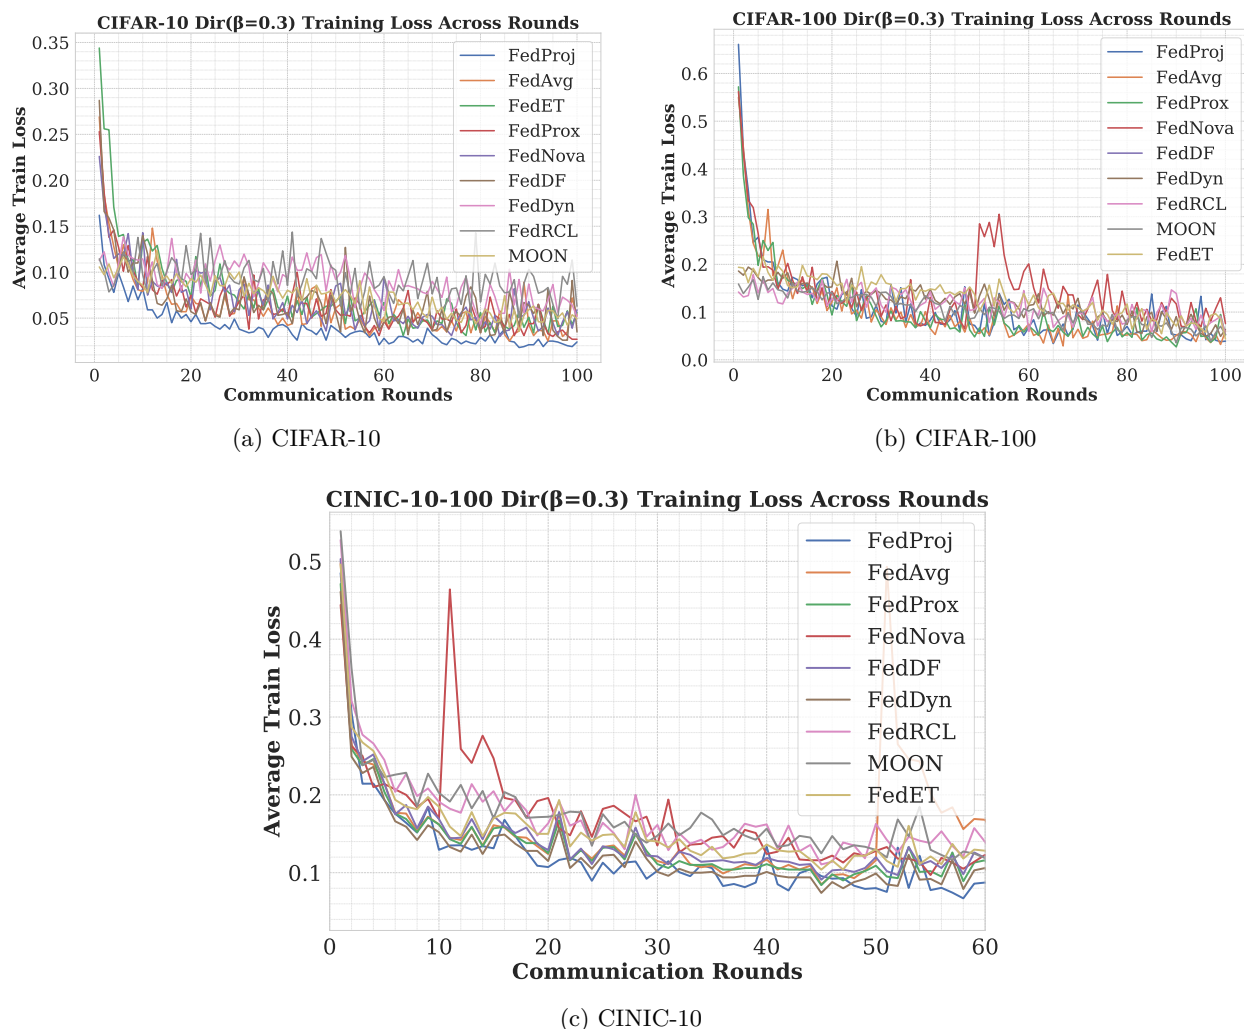 CIFAR-10 Dir(β=0.3) Training Loss Across Rounds
Average Train Loss
0.35
0.30
0.25
0.20
0.15
0.10
0.05
FedProj
FedAvg
FedET
FedProx
FedNova
FedDF
FedDyn
FedRCL
MOON
0 20 40 60 80 100
Communication Rounds
(a) CIFAR-10
CIFAR-100 Dir(β=0.3) Training Loss Across Rounds
Average Train Loss
0.6
0.5
0.4
0.3
0.2
0.1
0.0
FedProj
FedAvg
FedProx
FedNova
FedDF
FedDyn
FedRCL
MOON
FedET
0 20 40 60 80 100
Communication Rounds
(b) CIFAR-100
CINIC-10-100 Dir(β=0.3) Training Loss Across Rounds
Average Train Loss
0.5
0.4
0.3
0.2
0.1
FedProj
FedAvg
FedProx
FedNova
FedDF
FedDyn
FedRCL
MOON
FedET
0 10 20 30 40 50 60
Communication Rounds
(c) CINIC-10